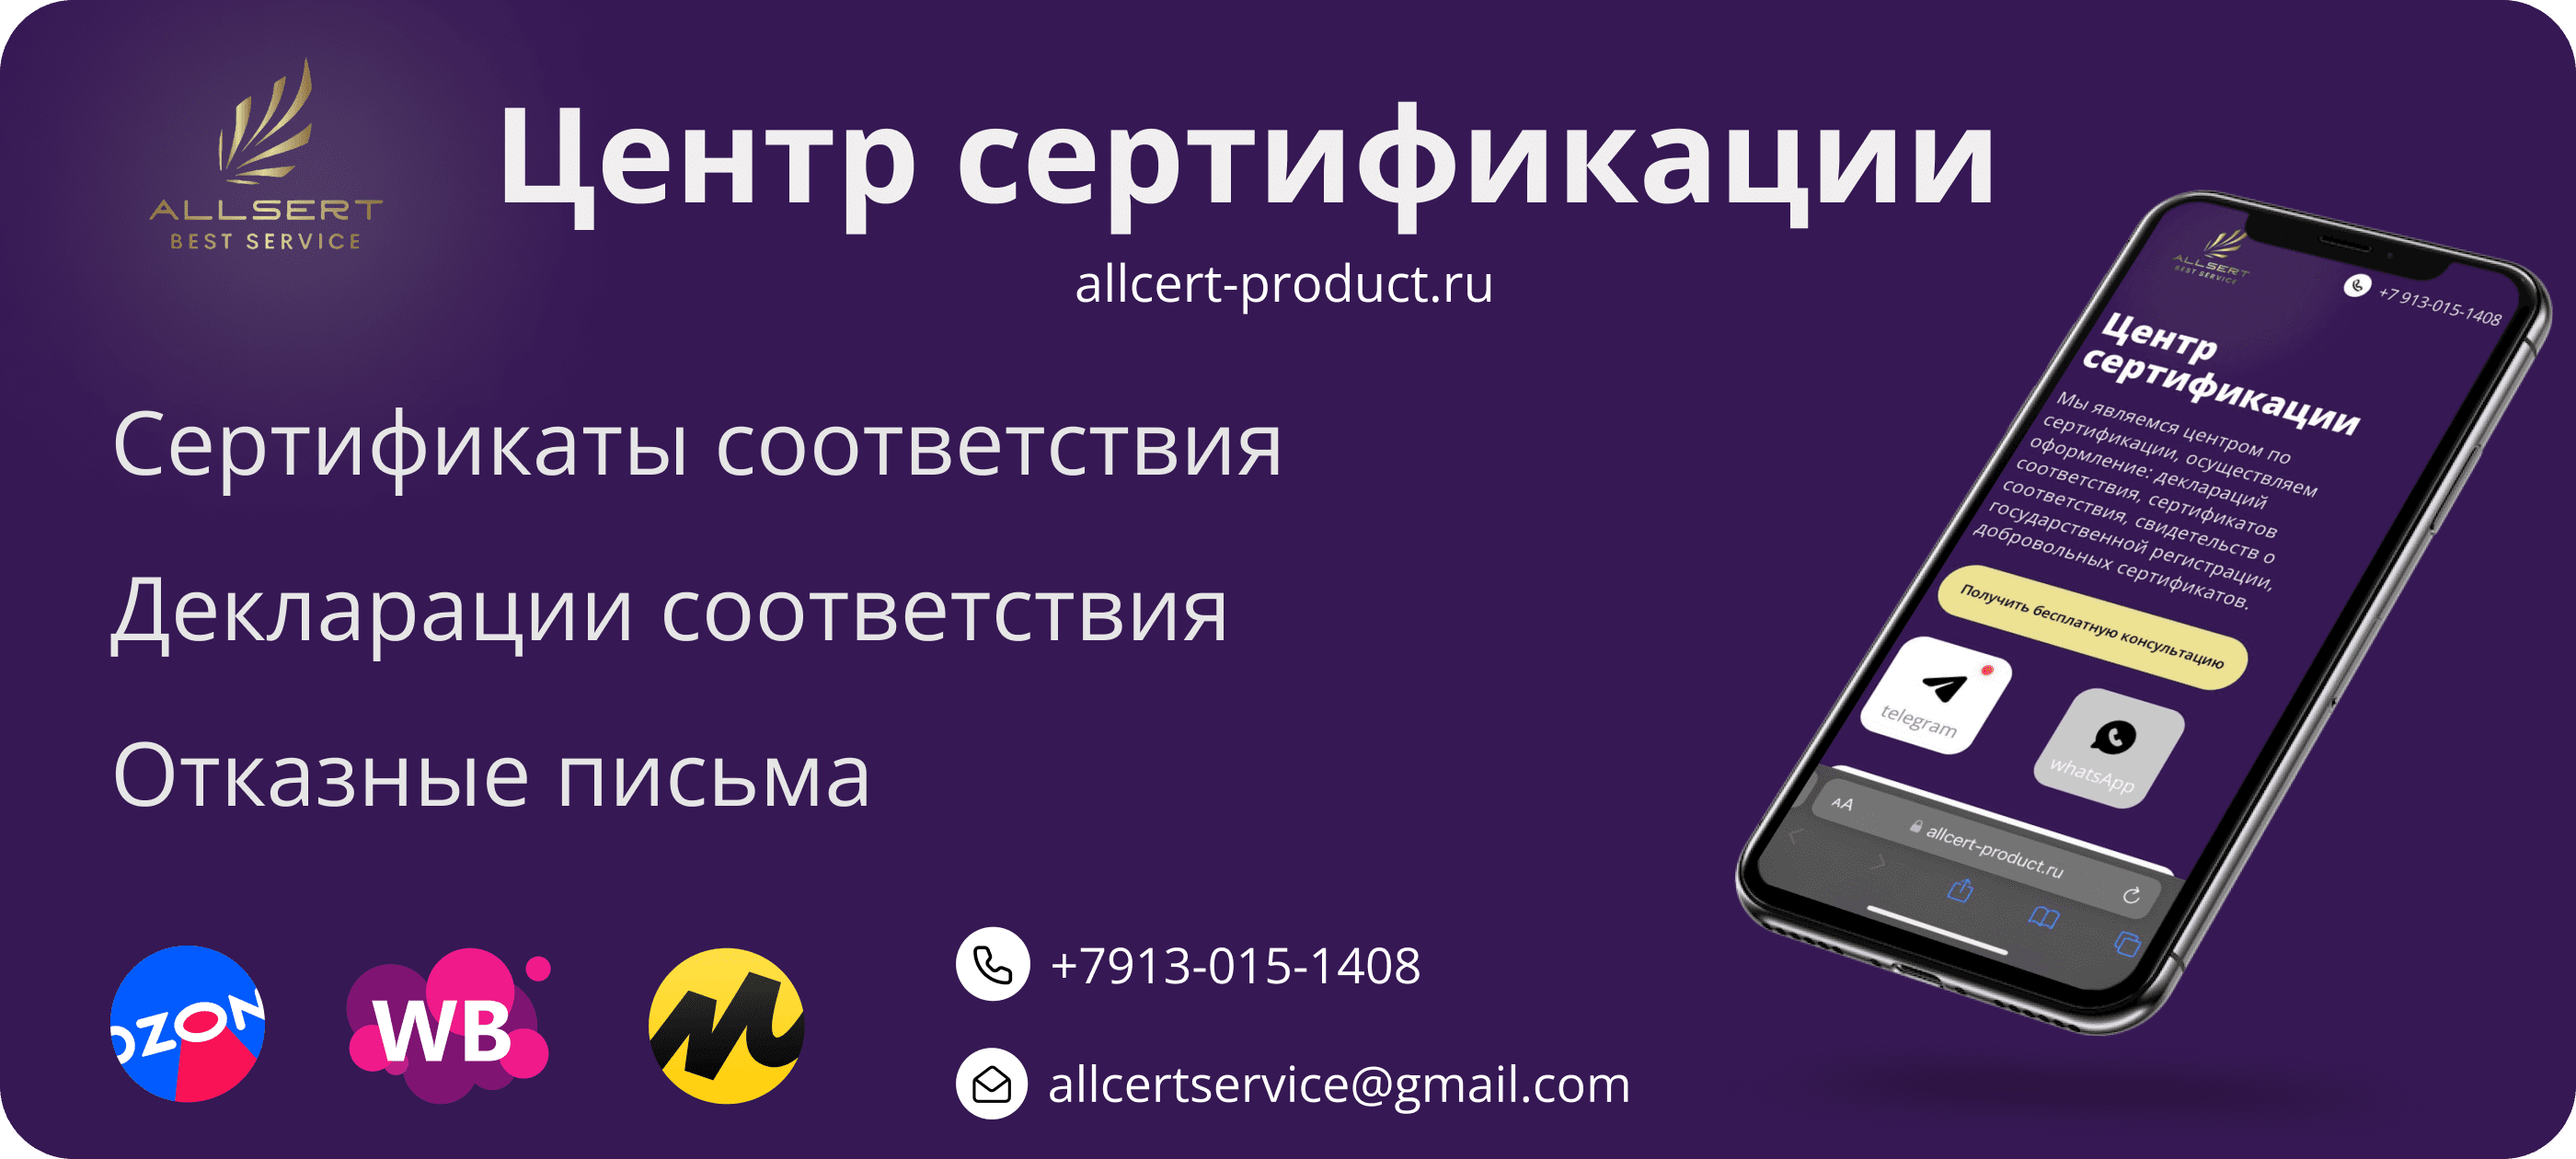 ALLSERT
BEST SERVICE
Центр сертификации
allcert-product.ru
Сертификаты соответствия
Декларации соответствия
Отказные письма
OZON
WB
+7913-015-1408
allcertservice@gmail.com
ALLSERT
BEST SERVICE
+7 913-015-1408
Центр
сертификации
Мы являемся центром по
сертификации, осуществляем
оформление: деклараций
соответствия, сертификатов
соответствия, свидетельств о
государственной регистрации,
добровольных сертификатов.
Получить бесплатную консультацию
telegram
whatsApp
AA
allcert-product.ru